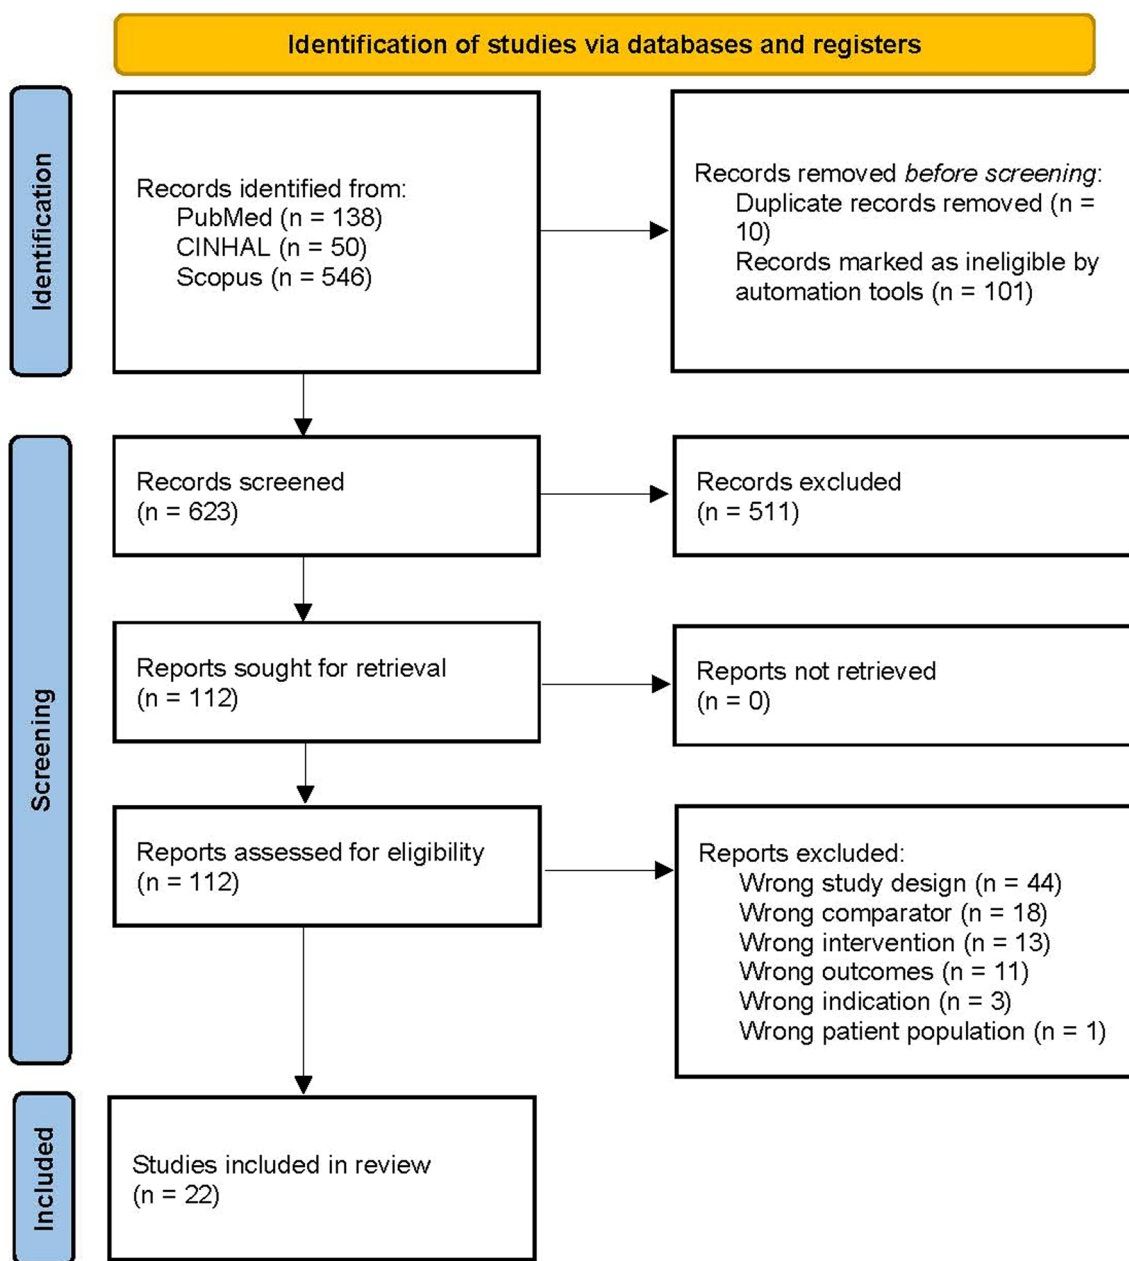 Identification of studies via databases and registers
Identification
Records identified from:
PubMed (n = 138)
CINHAL (n = 50)
Scopus (n = 546)
Records removed before screening:
Duplicate records removed (n =
10)
Records marked as ineligible by
automation tools (n = 101)
Screening
Records screened
(n = 623)
Records excluded
(n = 511)
Reports sought for retrieval
(n = 112)
Reports not retrieved
(n = 0)
Reports assessed for eligibility
(n = 112)
Reports excluded:
Wrong study design (n = 44)
Wrong comparator (n = 18)
Wrong intervention (n = 13)
Wrong outcomes (n = 11)
Wrong indication (n = 3)
Wrong patient population (n = 1)
Included
Studies included in review
(n = 22)